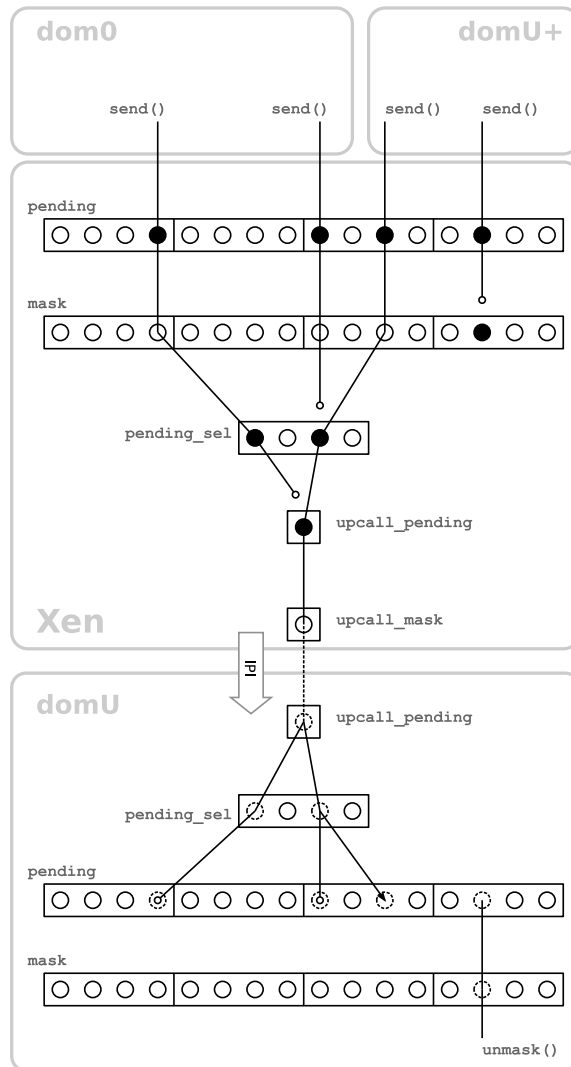 dom0
domU+
send()
send()
send()
send()
pending
mask
pending_sel
upcall_pending
upcall_mask
Xen
IPI
domU
upcall_pending
pending_sel
pending
mask
unmask()